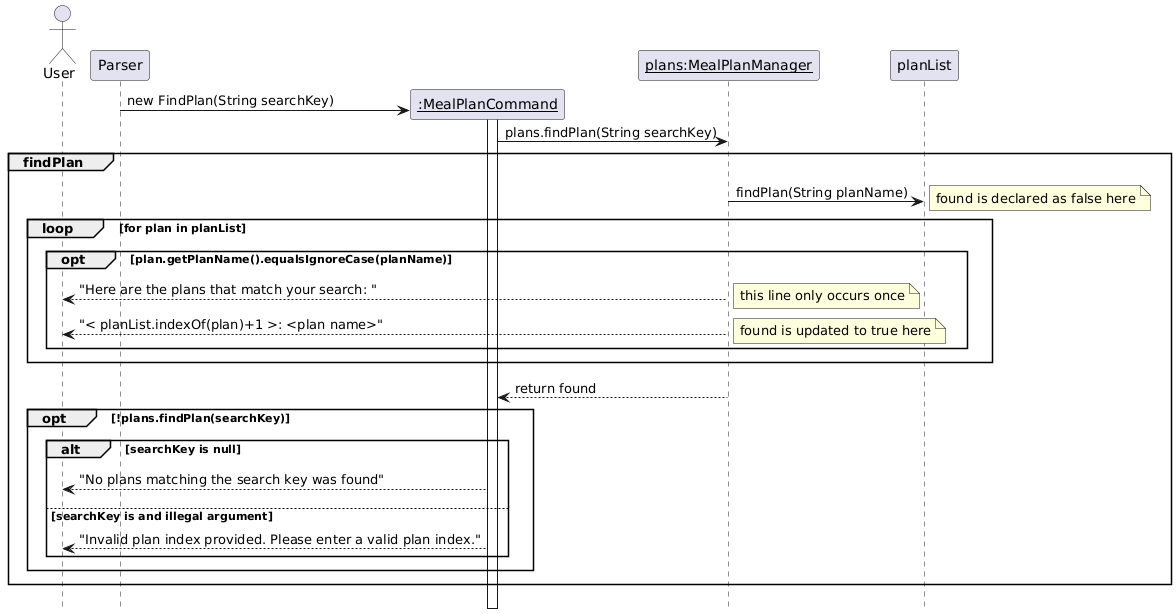 User
Parser
plans:MealPlanManager
planList
new FindPlan(String searchKey)
:MealPlanCommand
plans.findPlan(String searchKey)
findPlan
findPlan(String planName)
found is declared as false here
loop [for plan in planList]
opt [plan.getPlanName().equalsIgnoreCase(planName)]
"Here are the plans that match your search: "
this line only occurs once
"< planList.indexOf(plan)+1 >: <plan name>"
found is updated to true here
return found
opt [!plans.findPlan(searchKey)]
alt [searchKey is null]
"No plans matching the search key was found"
[searchKey is and illegal argument]
"Invalid plan index provided. Please enter a valid plan index."